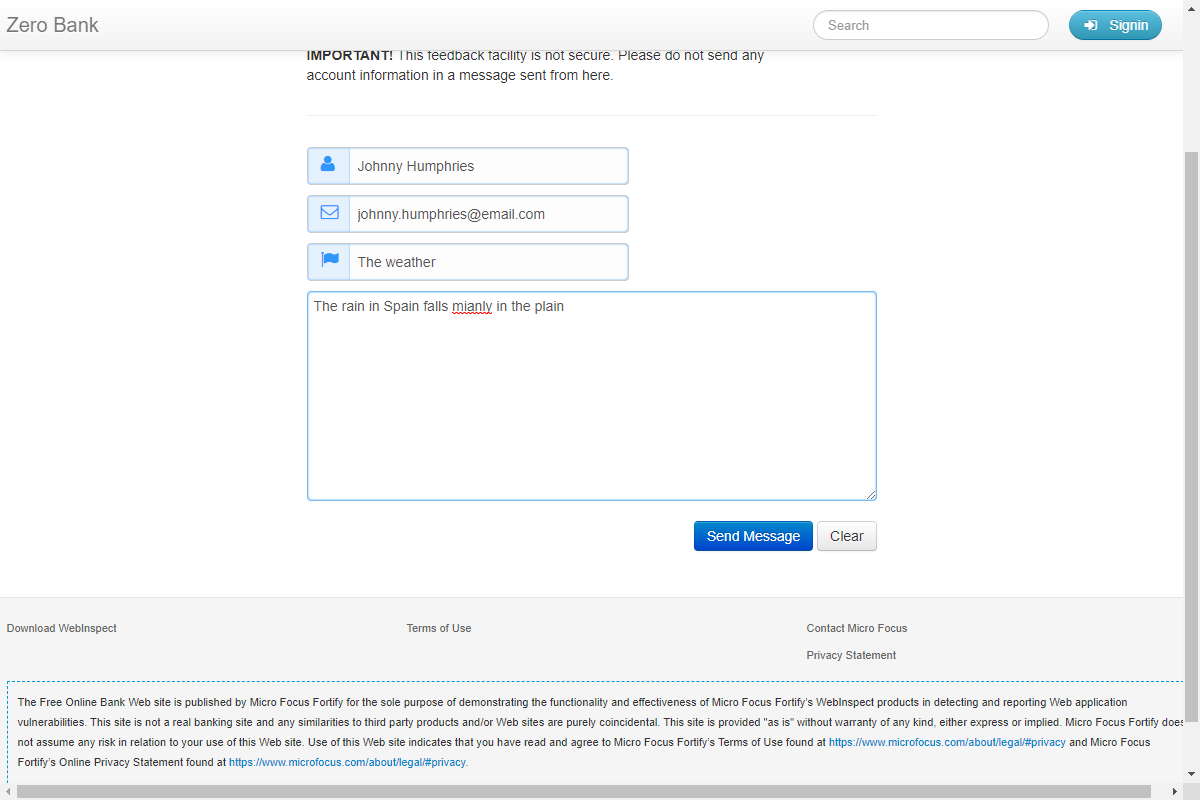 Zero Bank
Search
Signin
IMPORTANT! This feedback facility is not secure. Please do not send any
account information in a message sent from here.
Johnny Humphries
johnny.humphries@email.com
The weather
The rain in Spain falls mianly in the plain
Send Message
Clear
Download WebInspect
Terms of Use
Contact Micro Focus
Privacy Statement
The Free Online Bank Web site is published by Micro Focus Fortify for the sole purpose of demonstrating the functionality and effectiveness of Micro Focus Fortify's WebInspect products in detecting and reporting Web application
vulnerabilities. This site is not a real banking site and any similarities to third party products and/or Web sites are purely coincidental. This site is provided "as is" without warranty of any kind, either express or implied. Micro Focus Fortify does
not assume any risk in relation to your use of this Web site. Use of this Web site indicates that you have read and agree to Micro Focus Fortify's Terms of Use found at https://www.microfocus.com/about/legal/#privacy and Micro Focus
Fortify's Online Privacy Statement found at https://www.microfocus.com/about/legal/#privacy.